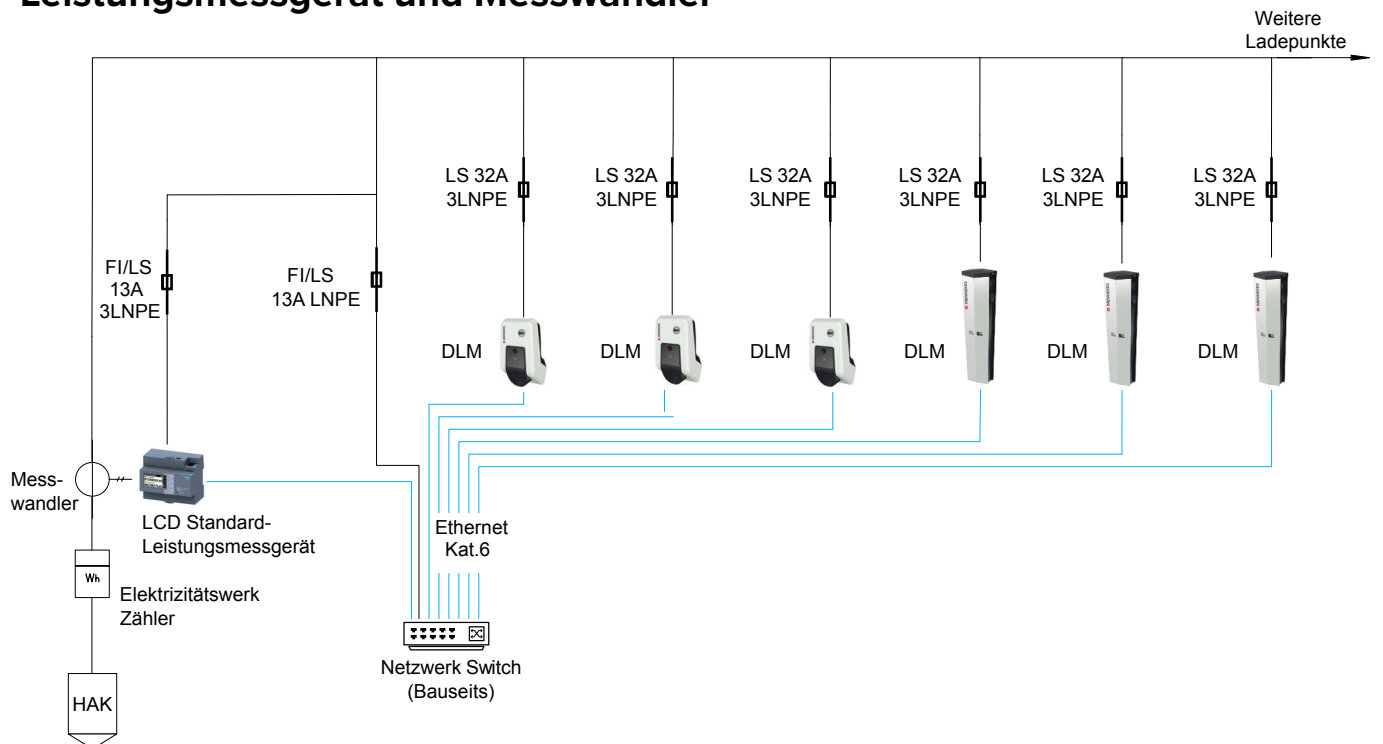 Leistungsmessgerät und Messwandler
Weitere
Ladepunkte
LS 32A
3LNPE
LS 32A
3LNPE
LS 32A
3LNPE
LS 32A
3LNPE
LS 32A
3LNPE
LS 32A
3LNPE
FI/LS
13A
3LNPE
FI/LS
13A LNPE
DLM
DLM
DLM
DLM
DLM
DLM
Mess-
wandler
LCD Standard-
Leistungsmessgerät
Ethernet
Kat.6
Wh
Elektrizitätswerk
Zähler
Netzwerk Switch
(Bauseits)
HAK